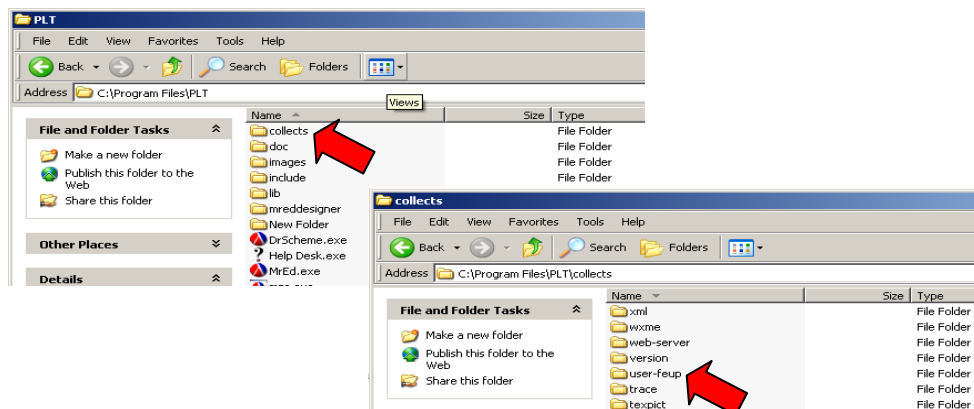 PLT
File Edit View Favorites Tools Help
Back Search Folders
Address C:\Program Files\PLT
Views
File and Folder Tasks
Make a new folder
Publish this folder to the
Web
Share this folder
Other Places
Details
Name Size Type
collects File Folder
doc File Folder
images File Folder
include File Folder
lib
mreddesigner
New Folder
DrScheme.exe
Help Desk.exe
MrEd.exe
collects
File Edit View Favorites Tools Help
Back Search Folders
Address C:\Program Files\PLT\collects
File and Folder Tasks
Make a new folder
Publish this folder to the
Web
Share this folder
Name Size Type
xml File Folder
wxme File Folder
web-server File Folder
version File Folder
user-feup File Folder
trace File Folder
texpict File Folder